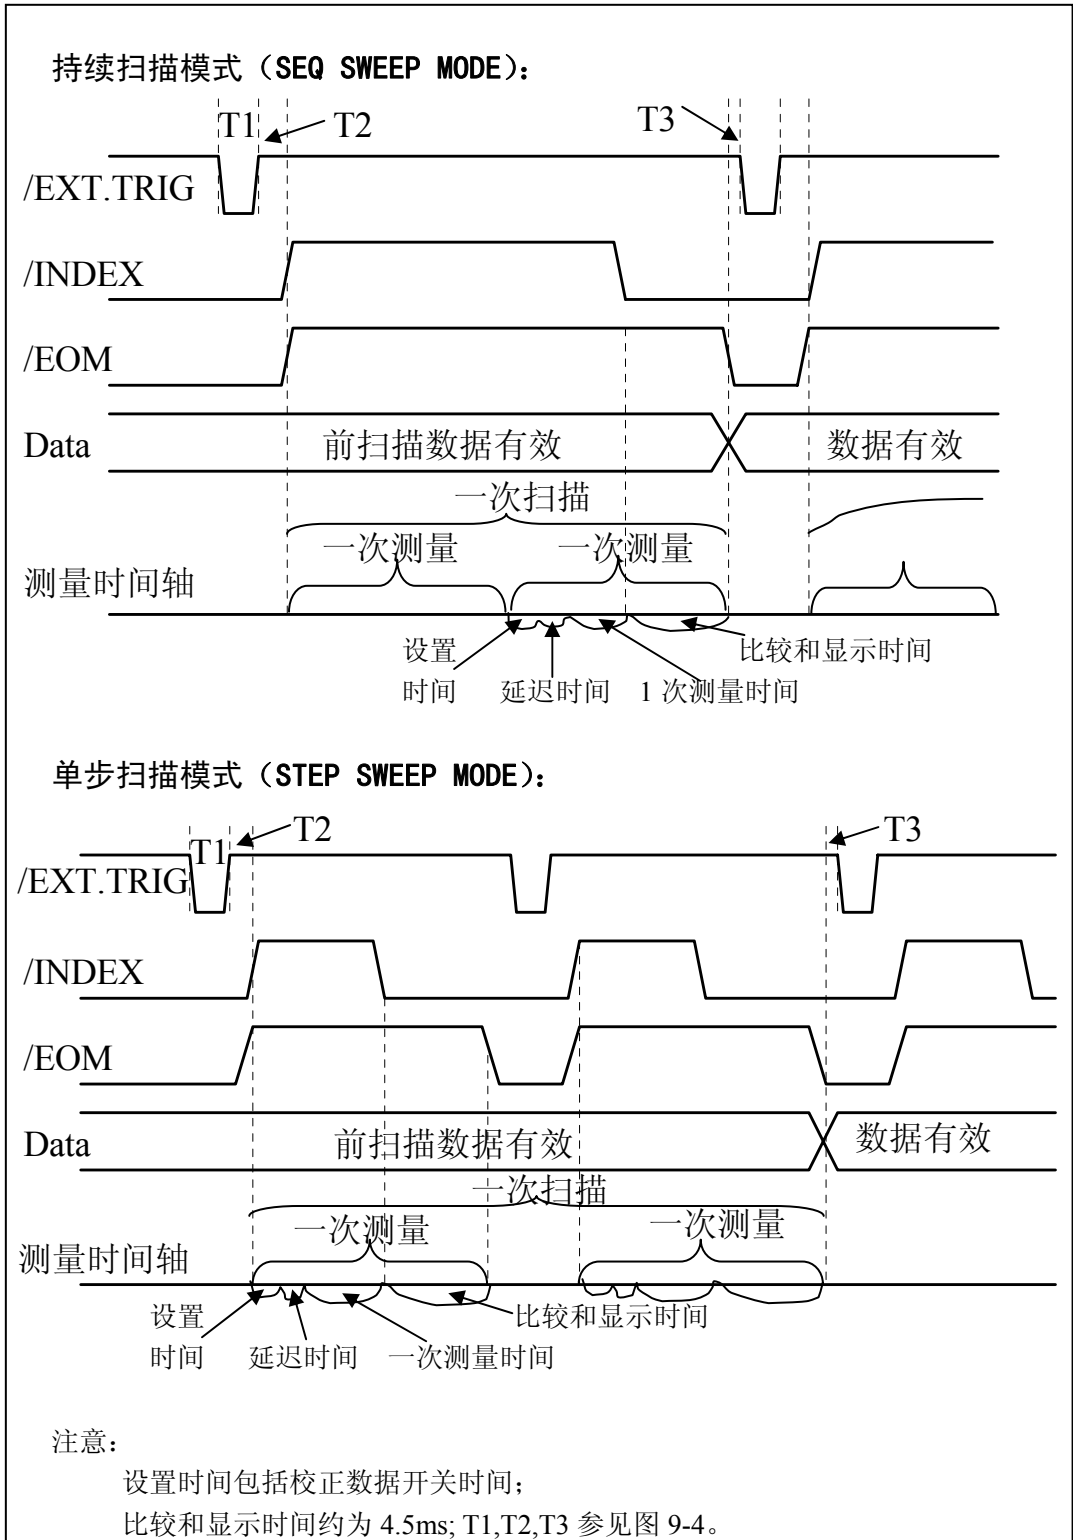 持续扫描模式（SEQ SWEEP MODE）：
T1 T2 T3
/EXT.TRIG
/INDEX
/EOM
Data 前扫描数据有效 数据有效
一次扫描
一次测量 一次测量
测量时间轴
设置 比较和显示时间
时间 延迟时间 1 次测量时间
单步扫描模式（STEP SWEEP MODE）：
T1 T2 T3
/EXT.TRIG
/INDEX
/EOM
Data 前扫描数据有效 数据有效
一次扫描
一次测量 一次测量
测量时间轴
设置 比较和显示时间
时间 延迟时间 一次测量时间
注意：
设置时间包括校正数据开关时间；
比较和显示时间约为 4.5ms; T1,T2,T3 参见图 9-4。